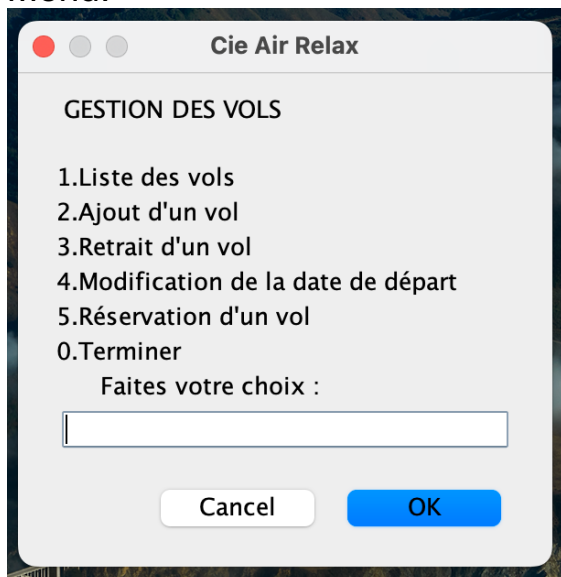 Cie Air Relax
GESTION DES VOLS
1.Liste des vols
2.Ajout d'un vol
3.Retrait d'un vol
4.Modification de la date de départ
5.Réservation d'un vol
0.Terminer
Faites votre choix :
Cancel
OK